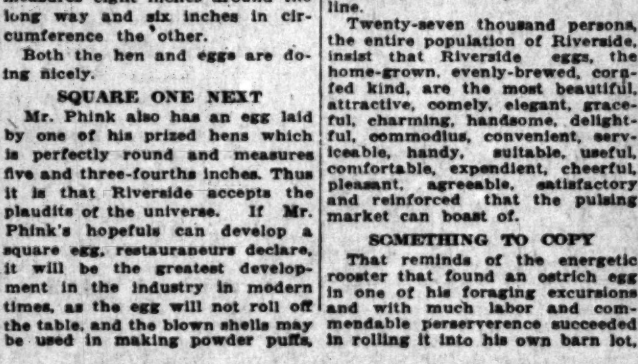 long way and six inches in cir-
cumference the other.
Both the hen and eggs are do-
ing nicely.
SQUARE ONE NEXT
Mr. Phink also has an egg laid
by one of his prized hens which
is perfectly round and measures
five and three-fourths inches. Thus
it is that Riverside accepts the
plaudits of the universe. If Mr.
Phink's hopefuls can develop a
square egg, restauraneurs declare,
it will be the greatest develop-
ment in the industry in modern
times, as the egg will not roll off
the table, and the blown shells may
be used in making powder puffs,
line.
Twenty-seven thousand persons,
the entire population of Riverside,
insist that Riverside eggs, the
home-grown, evenly-brewed, corn-
fed kind, are the most beautiful,
attractive, comely, elegant, grace-
ful, charming, handsome, delight-
ful, commodius, convenient, serv-
iceable, handy, suitable, useful,
comfortable, expendient, cheerful,
pleasant, agreeable, satisfactory
and reinforced that the pulsing
market can boast of.
SOMETHING TO COPY
That reminds of the energetic
rooster that found an ostrich egg
in one of his foraging excursions
and with much labor and com-
mendable perserverence succeeded
in rolling it into his own barn lot.